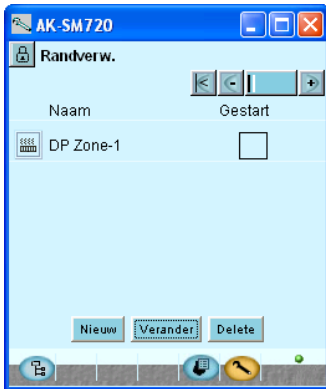 AK-SM720
Randverw.
Naam Gestart
DP Zone-1
Nieuw Verander Delete